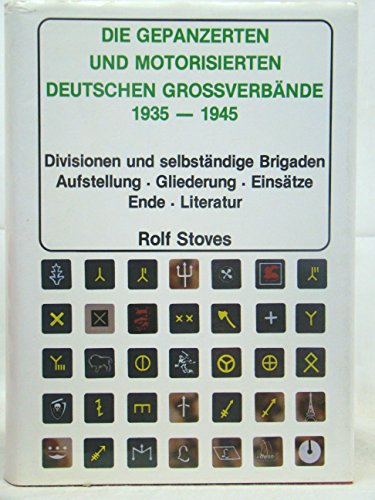 DIE GEPANZERTEN
UND MOTORISIERTEN
DEUTSCHEN GROSSVERBÄNDE
1935 — 1945
Divisionen und selbständige Brigaden
Aufstellung · Gliederung · Einsätze
Ende · Literatur
Rolf Stoves